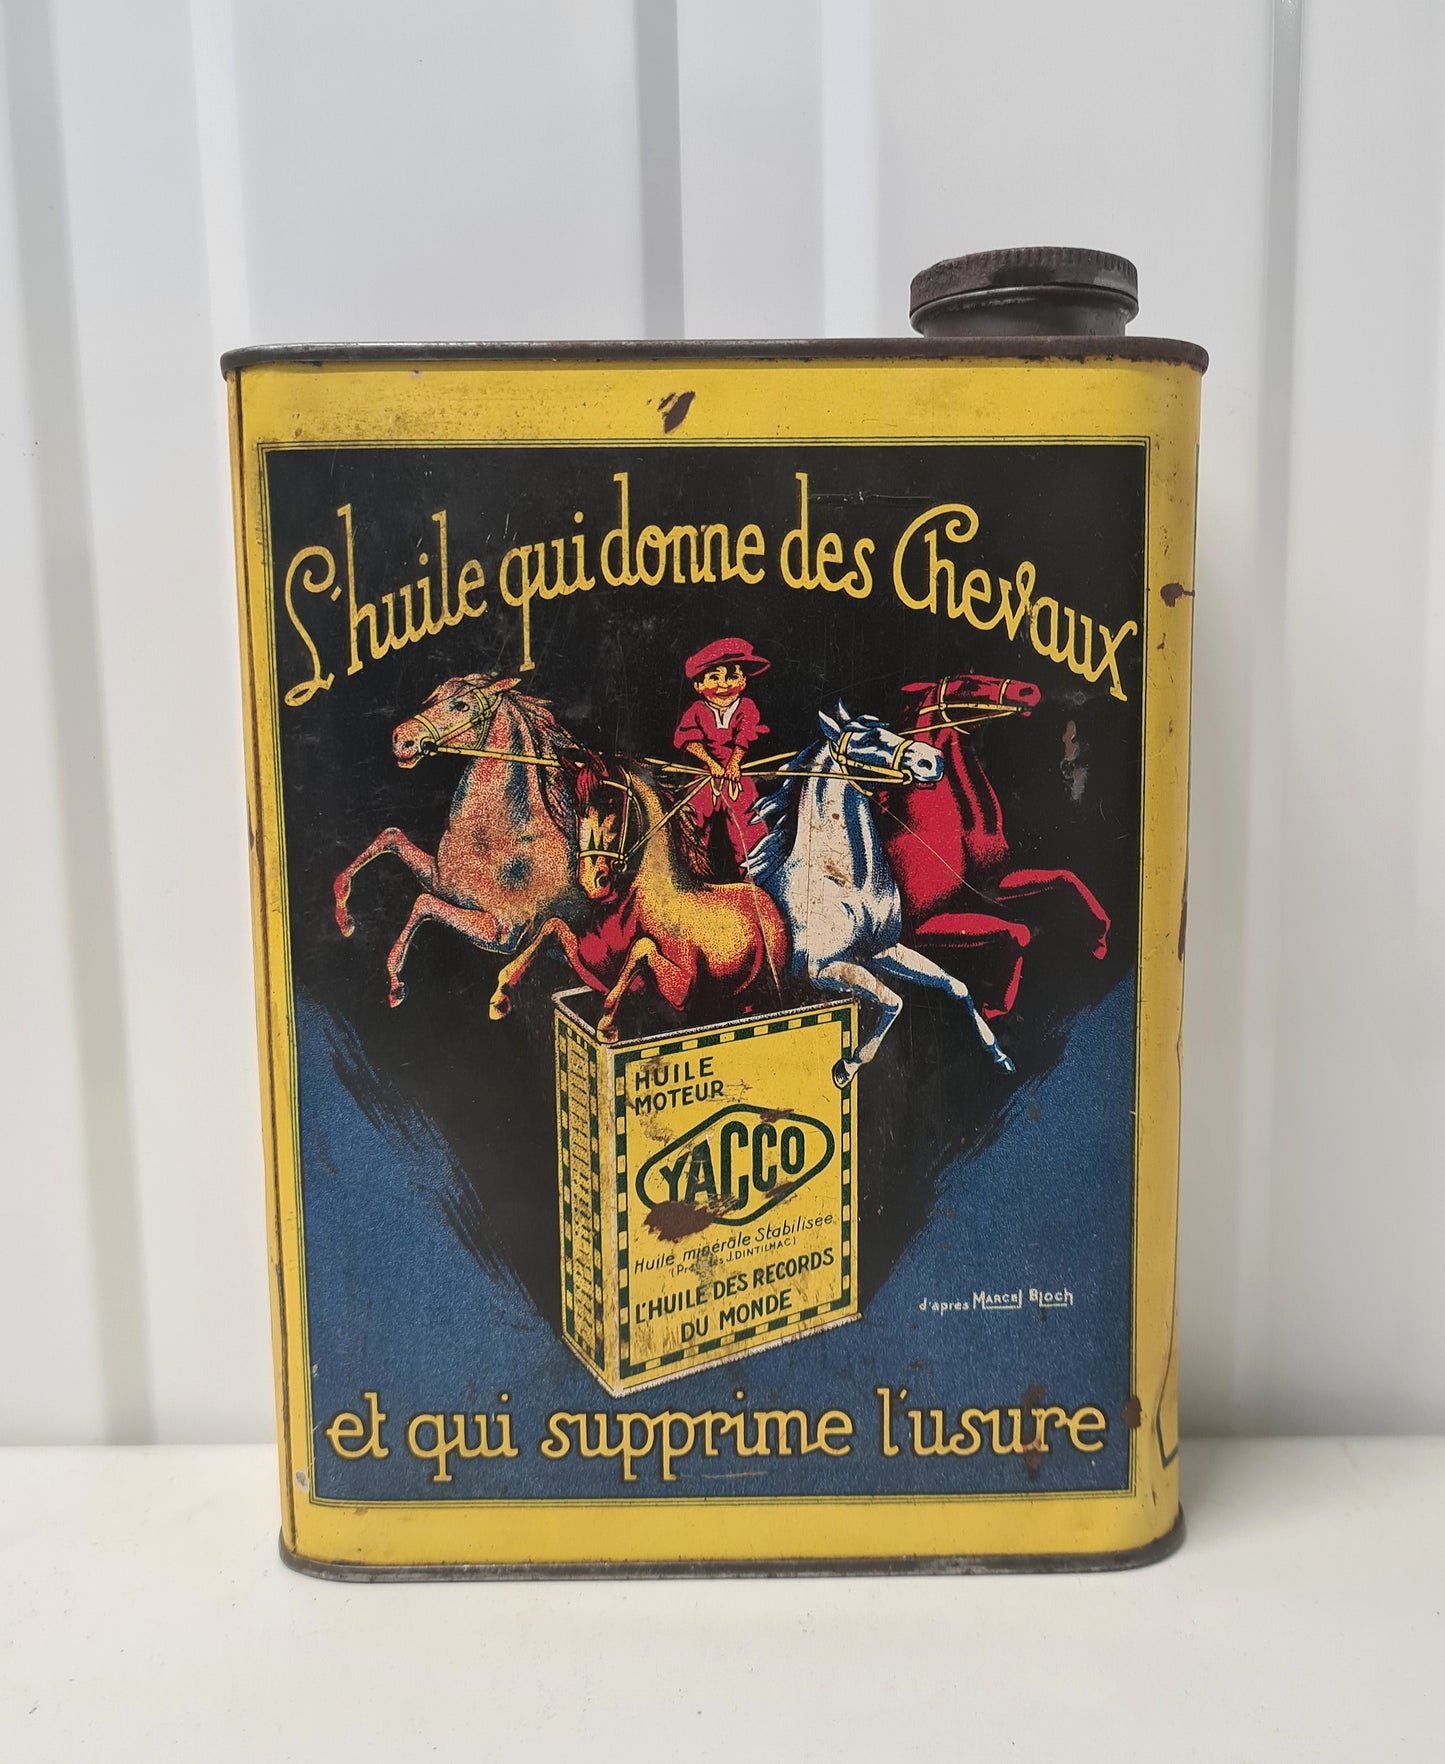 L'huile qui donne des Chevaux
HUILE
MOTEUR
YACCO
Huile minérale Stabilisée
J. DINTILHAC)
L'HUILE DES RECORDS
DU MONDE
d'après MARCEL BLOCH
et qui supprime l'usure